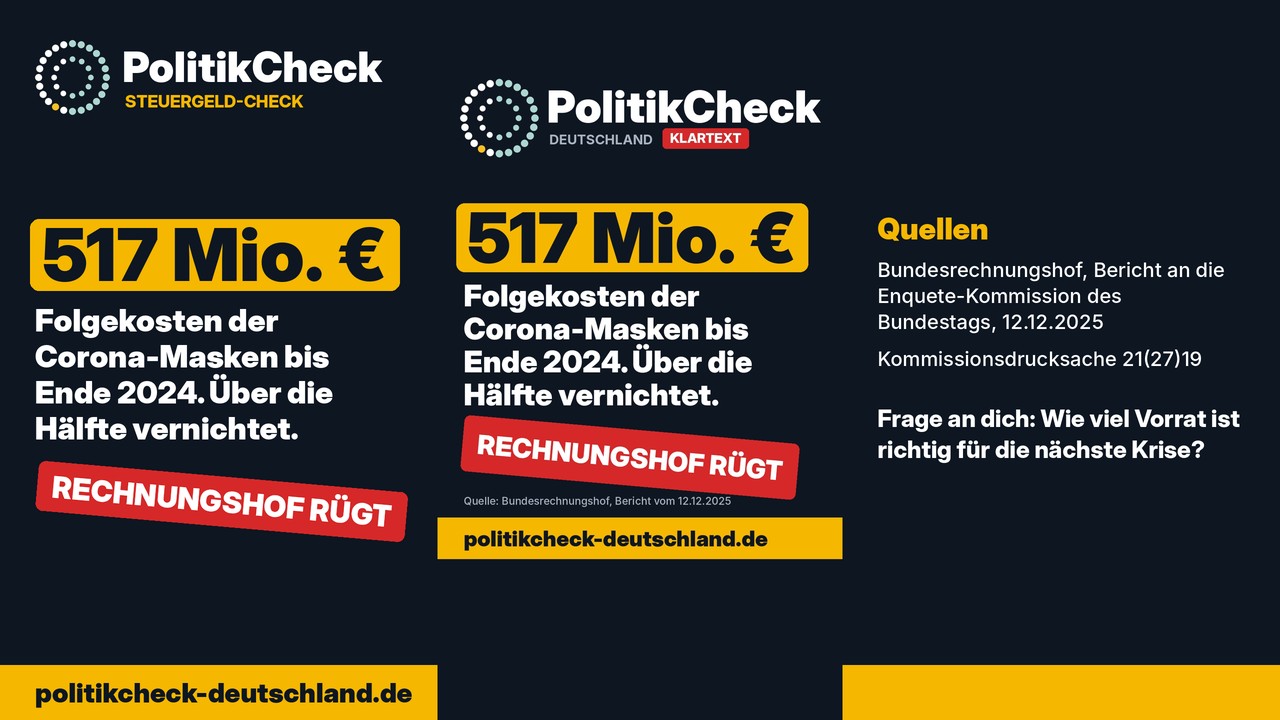 PolitikCheck
STEUERGELD-CHECK
517 Mio. €
Folgekosten der
Corona-Masken bis
Ende 2024. Über die
Hälfte vernichtet.
RECHNUNGSHOF RÜGT
politikcheck-deutschland.de
PolitikCheck
DEUTSCHLAND KLARTEXT
517 Mio. €
Folgekosten der
Corona-Masken bis
Ende 2024. Über die
Hälfte vernichtet.
RECHNUNGSHOF RÜGT
Quelle: Bundesrechnungshof, Bericht vom 12.12.2025
politikcheck-deutschland.de
Quellen
Bundesrechnungshof, Bericht an die
Enquete-Kommission des
Bundestags, 12.12.2025
Kommissionsdrucksache 21(27)19
Frage an dich: Wie viel Vorrat ist
richtig für die nächste Krise?